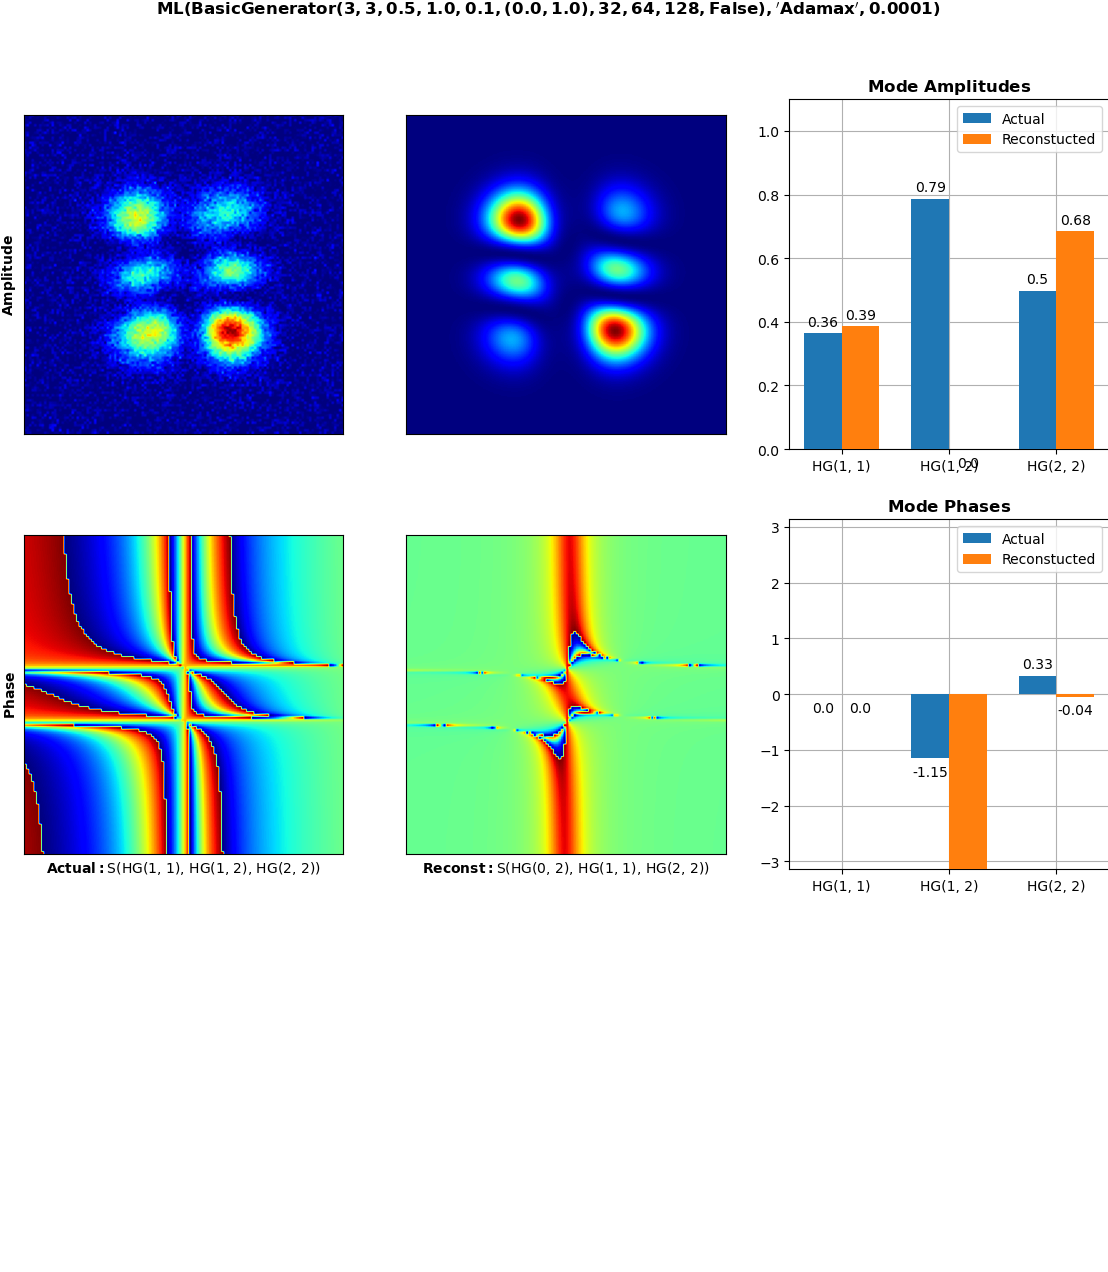 ML(BasicGenerator(3, 3, 0.5, 1.0, 0.1, (0.0, 1.0), 32, 64, 128, False), ′Adamax′, 0.0001)
Amplitude
Mode Amplitudes
Actual
Reconstucted
1.0
0.8
0.6
0.4
0.2
0.0
0.36
0.39
0.79
0.0
0.5
0.68
HG(1, 1)
HG(1, 2)
HG(2, 2)
Phase
Actual: S(HG(1, 1), HG(1, 2), HG(2, 2))
Reconst: S(HG(0, 2), HG(1, 1), HG(2, 2))
Mode Phases
Actual
Reconstucted
3
2
1
0
−1
−2
−3
0.0
0.0
-1.15
0.33
-0.04
HG(1, 1)
HG(1, 2)
HG(2, 2)